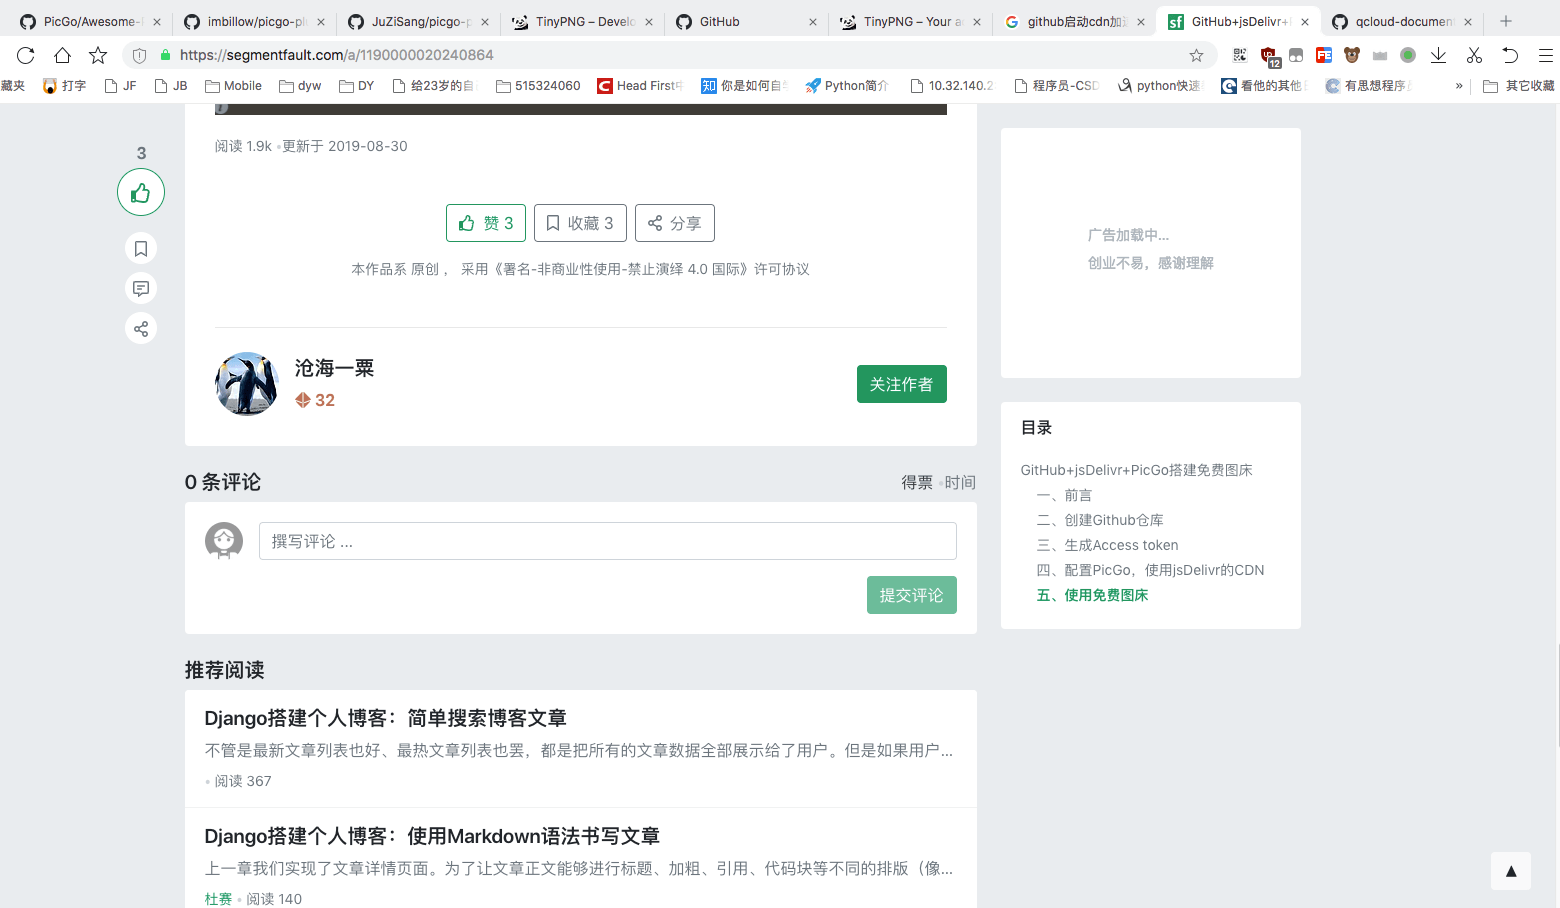 PicGo/Awesome-
imbillow/picgo-plu
JuZiSang/picgo-p
TinyPNG – Develo
GitHub
TinyPNG – Your a
github启动cdn加
GitHub+jsDelivr+
qcloud-document
https://segmentfault.com/a/1190000020240864
12
藏夹
打字
JF
JB
Mobile
dyw
DY
给23岁的自
515324060
Head First中
你是如何自学
Python简介
10.32.140.2
程序员-CSD
python快速
看他的其他
有思想程序
»
其它收藏
3
阅读 1.9k
更新于 2019-08-30
赞 3
收藏 3
分享
本作品系 原创 ， 采用《署名-非商业性使用-禁止演绎 4.0 国际》许可协议
沧海一粟
32
关注作者
0 条评论
得票
时间
撰写评论 ...
提交评论
推荐阅读
Django搭建个人博客：简单搜索博客文章
不管是最新文章列表也好、最热文章列表也罢，都是把所有的文章数据全部展示给了用户。但是如果用户...
阅读 367
Django搭建个人博客：使用Markdown语法书写文章
上一章我们实现了文章详情页面。为了让文章正文能够进行标题、加粗、引用、代码块等不同的排版（像...
杜赛 • 阅读 140
广告加载中...
创业不易，感谢理解
目录
GitHub+jsDelivr+PicGo搭建免费图床
一、前言
二、创建Github仓库
三、生成Access token
四、配置PicGo，使用jsDelivr的CDN
五、使用免费图床